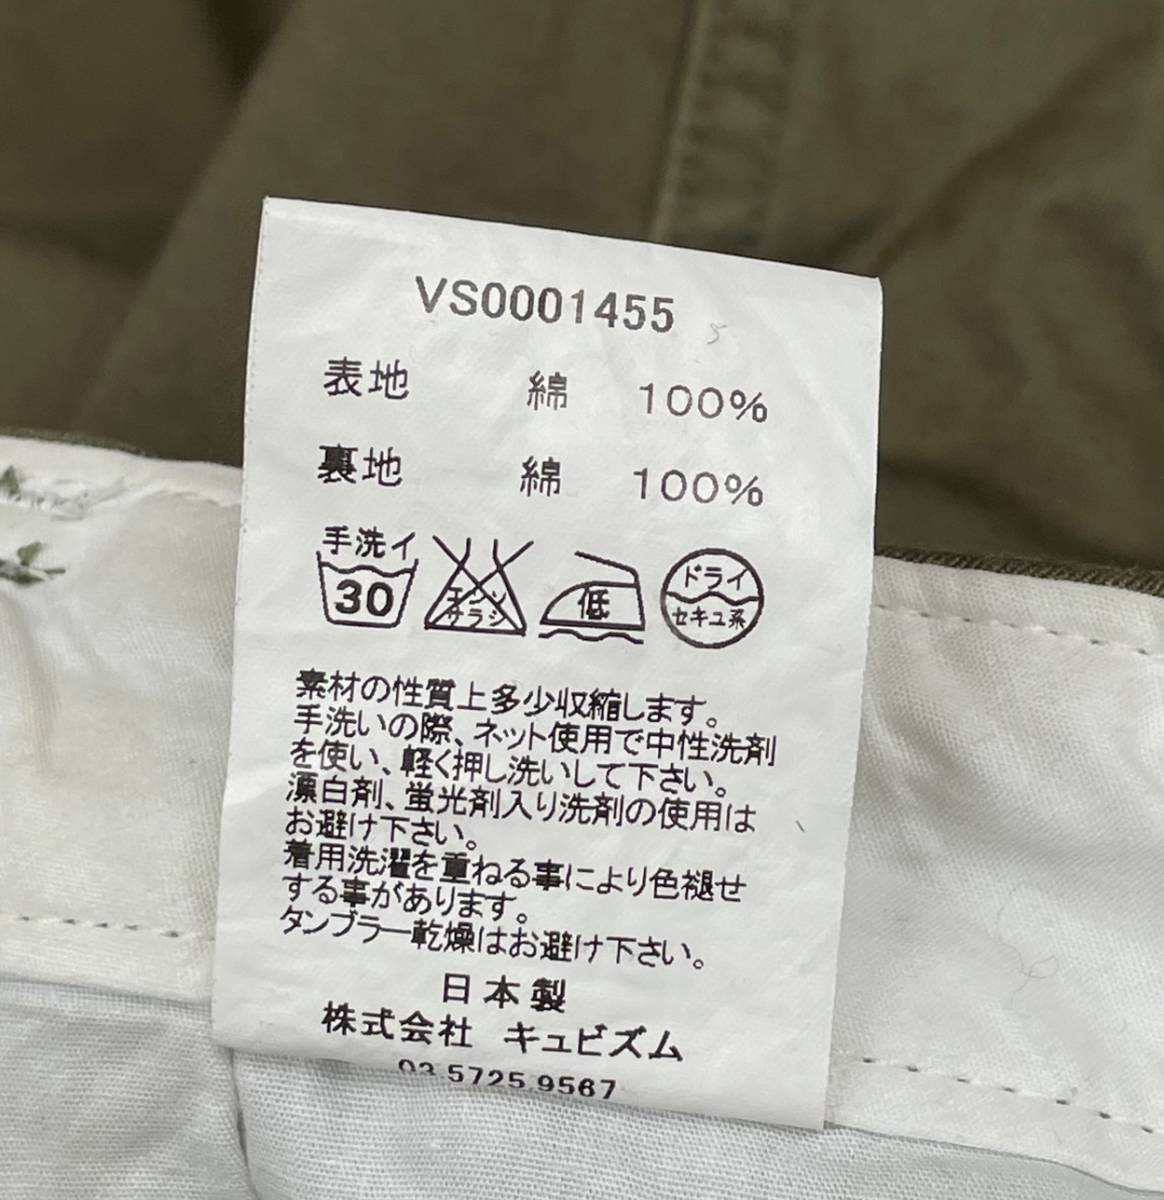 VS0001455
表地 綿 100%
裏地 綿 100%
手洗イ 30 エンソ サラシ 低 ドライ セキユ系
素材の性質上多少収縮します。
手洗いの際、ネット使用で中性洗剤
を使い、軽く押し洗いして下さい。
漂白剤、蛍光剤入り洗剤の使用は
お避け下さい。
着用洗濯を重ねる事により色褪せ
する事があります。
タンブラー乾燥はお避け下さい。
日本製
株式会社 キュビズム
03.5725.9567